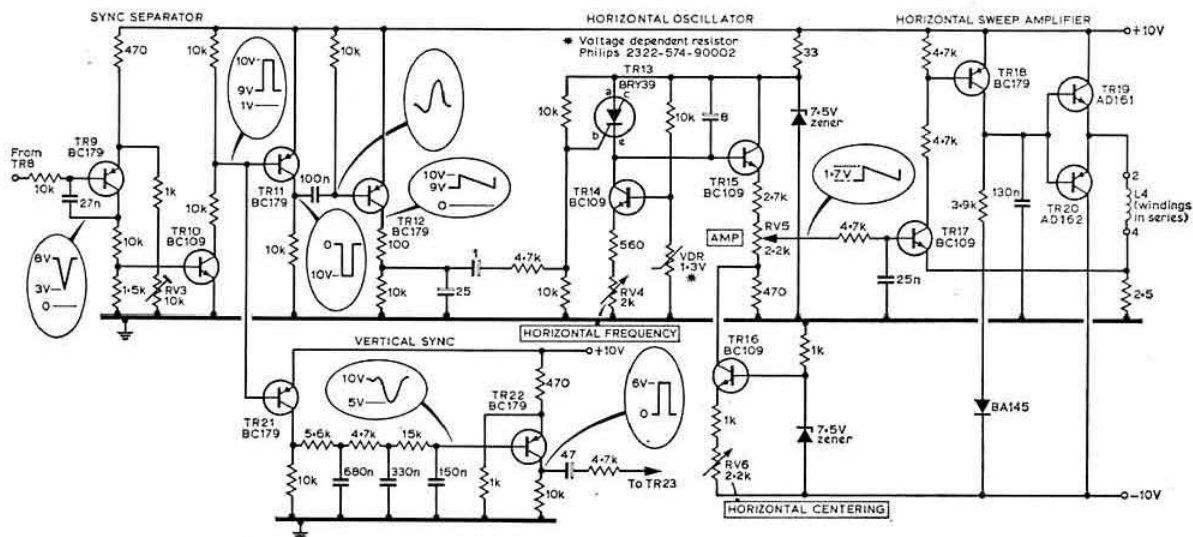 SYNC SEPARATOR
HORIZONTAL OSCILLATOR
HORIZONTAL SWEEP AMPLIFIER
+10V
✱ Voltage dependent resistor
Philips 2322-574-90002
470
10k
10k
33
4·7k
10V
9V
1V
TR13
BRY39
a
c
b
e
10k
10k
8
7·5V
zener
TR18
BC179
TR19
AD161
TR9
BC179
From
TR8
10k
27n
1k
100n
TR11
BC179
10V
9V
0
TR12
BC179
TR14
BC109
TR15
BC109
1·7V
4·7k
TR20
AD162
2
L4
(windings
in series)
4
10k
TR10
BC109
10k
0
10V
100
2·7k
AMP
RV5
2·2k
4·7k
TR17
BC109
3·9k
130n
8V
3V
0
10k
1·5k
RV3
10k
10k
25
1
4·7k
10k
560
RV4
2k
VDR
1·3V
✱
470
25n
2·5
HORIZONTAL FREQUENCY
VERTICAL SYNC
+10V
TR16
BC109
1k
10V
5V
TR22
BC179
470
6V
0
TR21
BC179
5·6k
4·7k
15k
1k
7·5V
zener
BA145
10k
680n
330n
150n
1k
47
4·7k
To TR23
10k
RV6
2·2k
HORIZONTAL CENTERING
-10V